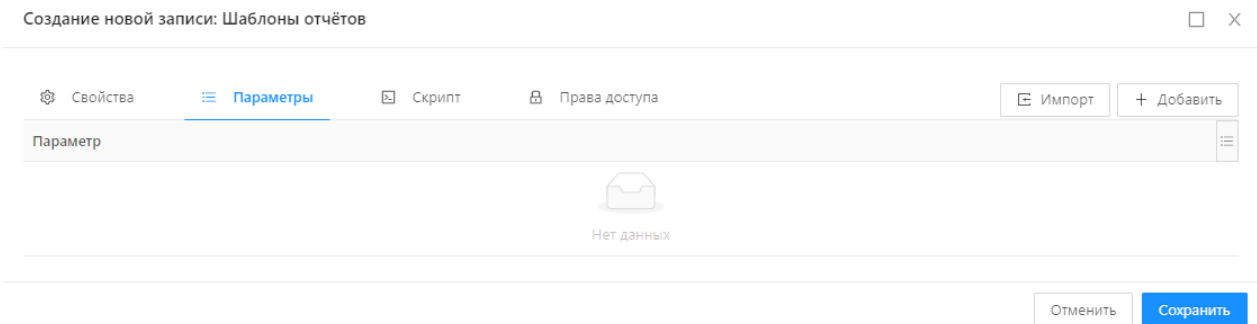 Создание новой записи: Шаблоны отчётов
Свойства Параметры Скрипт Права доступа Импорт + Добавить
Параметр
Нет данных
Отменить Сохранить